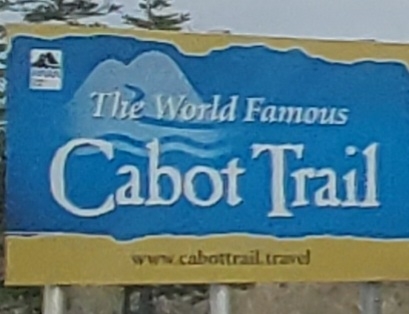 The World Famous
Cabot Trail
www.cabottrail.travel